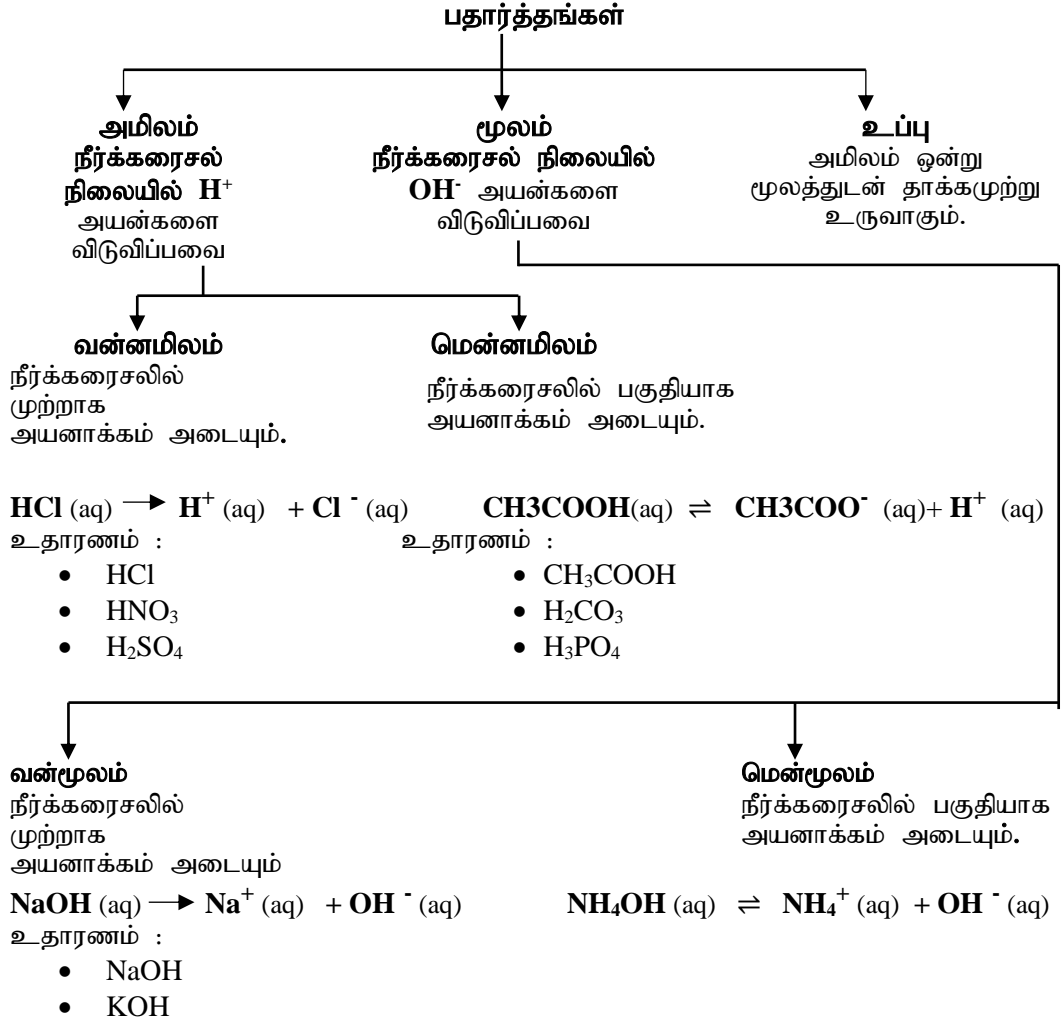 பதார்த்தங்கள்
அமிலம்
நீர்க்கரைசல்
நிலையில் H⁺
அயன்களை
விடுவிப்பவை
மூலம்
நீர்க்கரைசல் நிலையில்
OH⁻ அயன்களை
விடுவிப்பவை
உப்பு
அமிலம் ஒன்று
மூலத்துடன் தாக்கமுற்று
உருவாகும்.
வன்னமிலம்
நீர்க்கரைசலில்
முற்றாக
அயனாக்கம் அடையும்.
மென்னமிலம்
நீர்க்கரைசலில் பகுதியாக
அயனாக்கம் அடையும்.
HCl (aq) → H⁺ (aq) + Cl ⁻ (aq)
உதாரணம் :
• HCl
• HNO₃
• H₂SO₄
CH3COOH(aq) ⇌ CH3COO⁻ (aq)+ H⁺ (aq)
உதாரணம் :
• CH₃COOH
• H₂CO₃
• H₃PO₄
வன்மூலம்
நீர்க்கரைசலில்
முற்றாக
அயனாக்கம் அடையும்
NaOH (aq) → Na⁺ (aq) + OH ⁻ (aq)
உதாரணம் :
• NaOH
• KOH
மென்மூலம்
நீர்க்கரைசலில் பகுதியாக
அயனாக்கம் அடையும்.
NH₄OH (aq) ⇌ NH₄⁺ (aq) + OH ⁻ (aq)